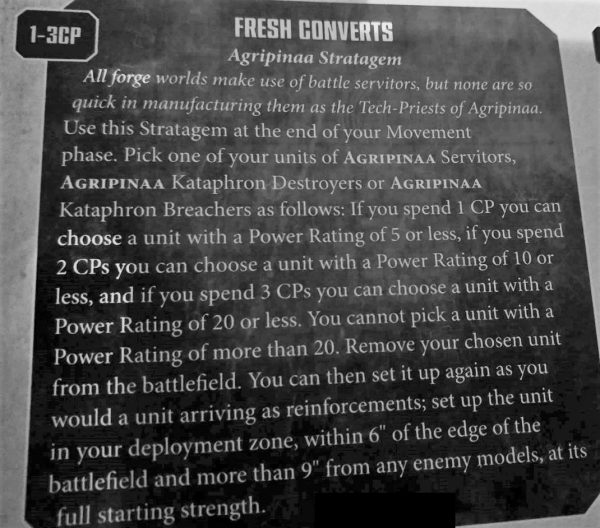 1-3CP
FRESH CONVERTS
Agripinaa Stratagem
All forge worlds make use of battle servitors, but none are so
quick in manufacturing them as the Tech-Priests of Agripinaa.
Use this Stratagem at the end of your Movement
phase. Pick one of your units of AGRIPINAA Servitors,
AGRIPINAA Kataphron Destroyers or AGRIPINAA
Kataphron Breachers as follows: If you spend 1 CP you can
choose a unit with a Power Rating of 5 or less, if you spend
2 CPs you can choose a unit with a Power Rating of 10 or
less, and if you spend 3 CPs you can choose a unit with a
Power Rating of 20 or less. You cannot pick a unit with a
Power Rating of more than 20. Remove your chosen unit
from the battlefield. You can then set it up again as you
would a unit arriving as reinforcements; set up the unit
in your deployment zone, within 6" of the edge of the
battlefield and more than 9" from any enemy models, at its
full starting strength.